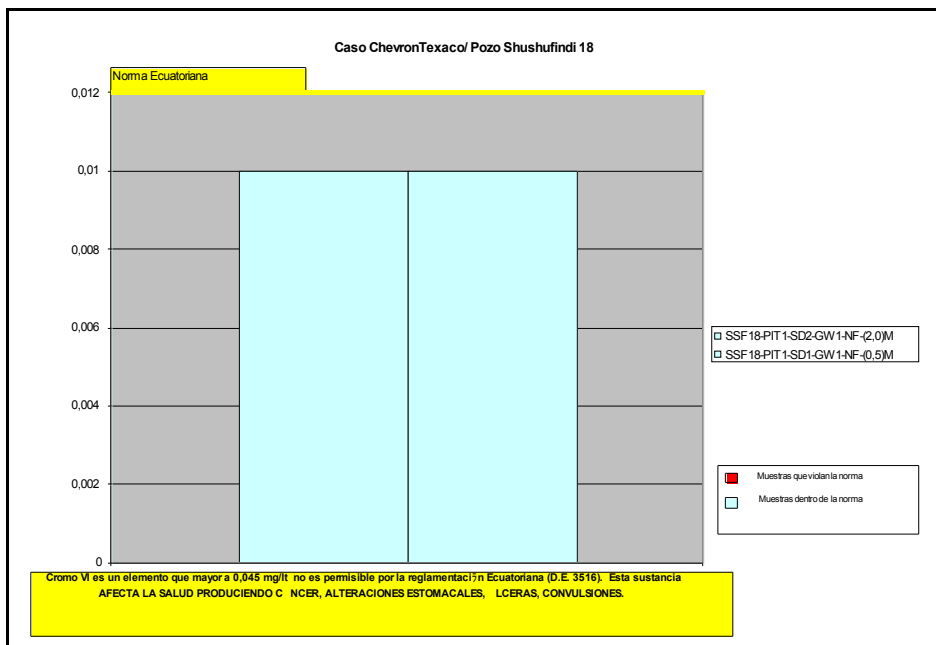 Caso ChevronTexaco/ Pozo Shushufindi 18
Norma Ecuatoriana
0,012
0,01
0,008
0,006
0,004
0,002
0
SSF18-PIT1-SD2-GW1-NF-(2,0)M
SSF18-PIT1-SD1-GW1-NF-(0,5)M
Muestras que violan la norma
Muestras dentro de la norma
Cromo VI es un elemento que mayor a 0,045 mg/lt no es permisible por la reglamentaci?n Ecuatoriana (D.E. 3516). Esta sustancia
AFECTA LA SALUD PRODUCIENDO C NCER, ALTERACIONES ESTOMACALES, LCERAS, CONVULSIONES.